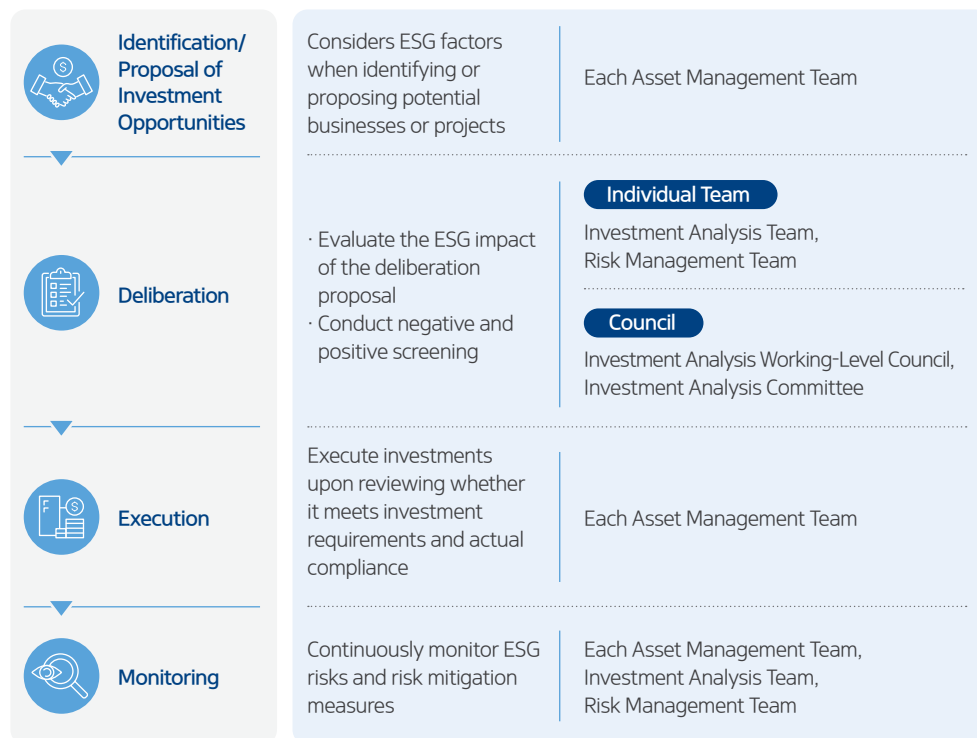 Identification/
Proposal of
Investment
Opportunities
Considers ESG factors
when identifying or
proposing potential
businesses or projects
Each Asset Management Team
Deliberation
· Evaluate the ESG impact
of the deliberation
proposal
· Conduct negative and
positive screening
Individual Team
Investment Analysis Team,
Risk Management Team
Council
Investment Analysis Working-Level Council,
Investment Analysis Committee
Execution
Execute investments
upon reviewing whether
it meets investment
requirements and actual
compliance
Each Asset Management Team
Monitoring
Continuously monitor ESG
risks and risk mitigation
measures
Each Asset Management Team,
Investment Analysis Team,
Risk Management Team